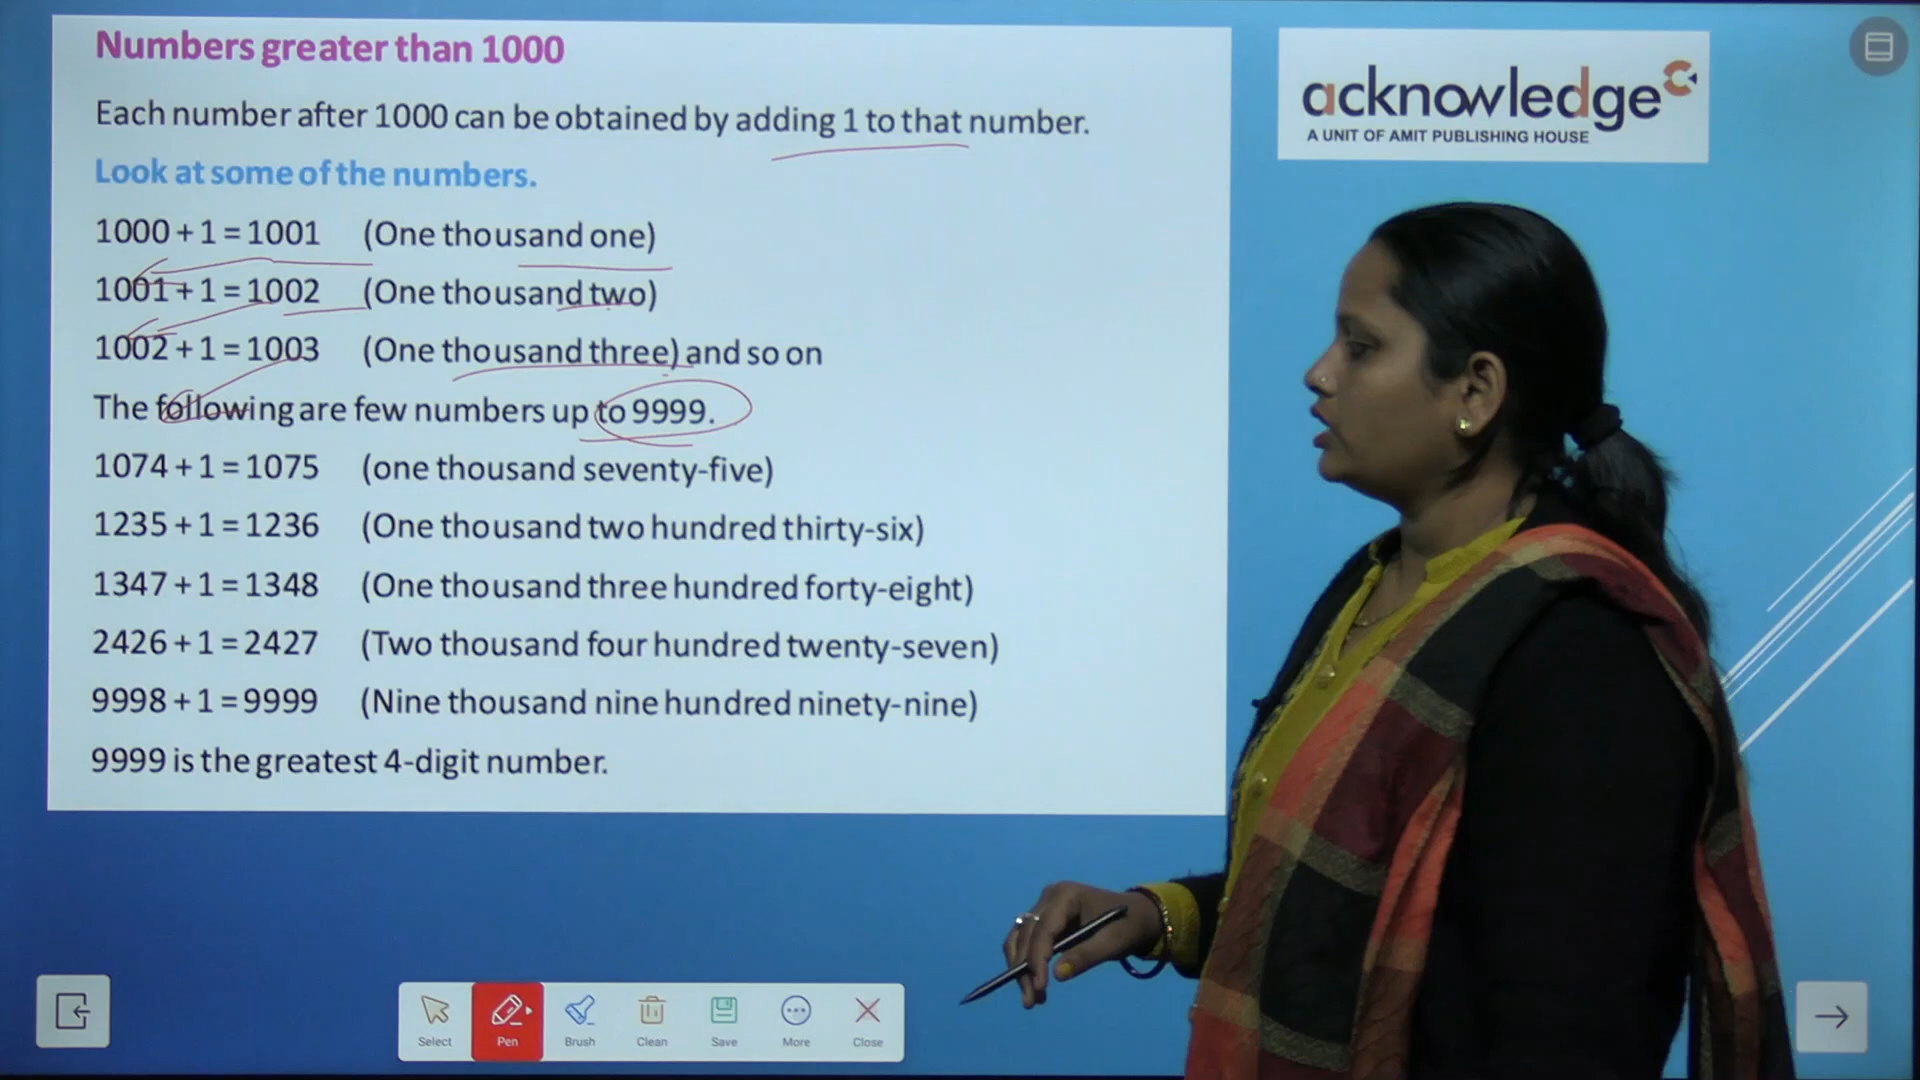 Numbers greater than 1000
Each number after 1000 can be obtained by adding 1 to that number.
Look at some of the numbers.
1000 + 1 = 1001 (One thousand one)
1001 + 1 = 1002 (One thousand two)
1002 + 1 = 1003 (One thousand three) and so on
The following are few numbers up to 9999.
1074 + 1 = 1075 (one thousand seventy-five)
1235 + 1 = 1236 (One thousand two hundred thirty-six)
1347 + 1 = 1348 (One thousand three hundred forty-eight)
2426 + 1 = 2427 (Two thousand four hundred twenty-seven)
9998 + 1 = 9999 (Nine thousand nine hundred ninety-nine)
9999 is the greatest 4-digit number.
acknowledge
A UNIT OF AMIT PUBLISHING HOUSE
Select Pen Brush Clean Save More Close